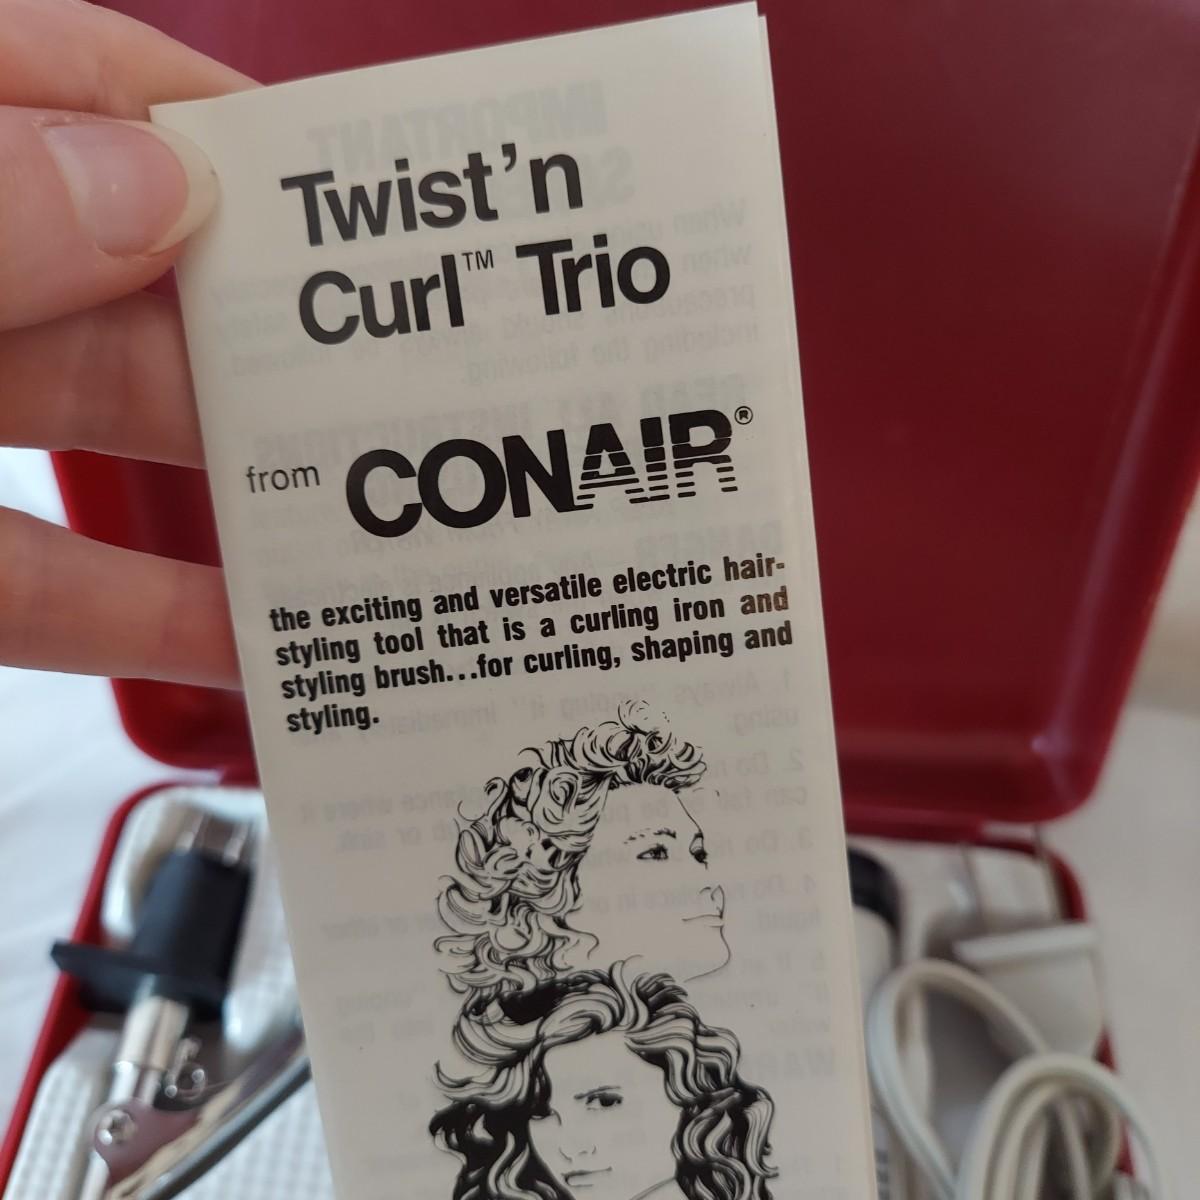 Twist’n
Curl™ Trio
from CONAIR®
the exciting and versatile electric hair-
styling tool that is a curling iron and
styling brush...for curling, shaping and
styling.